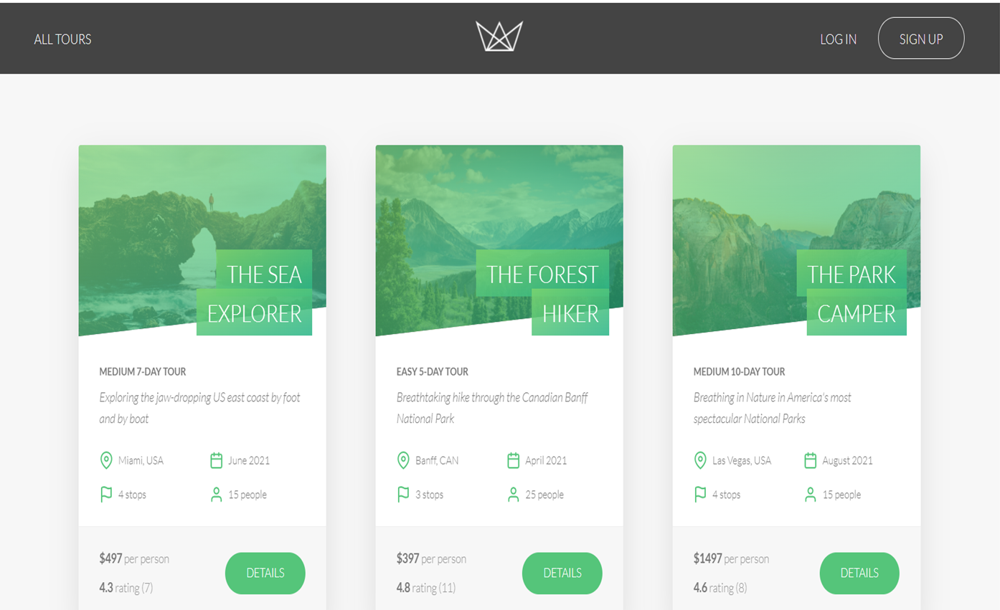 ALL TOURS
LOG IN
SIGN UP
THE SEA
EXPLORER
MEDIUM 7-DAY TOUR
Exploring the jaw-dropping US east coast by foot
and by boat
Miami, USA
June 2021
4 stops
15 people
$497 per person
4.3 rating (7)
DETAILS
THE FOREST
HIKER
EASY 5-DAY TOUR
Breathtaking hike through the Canadian Banff
National Park
Banff, CAN
April 2021
3 stops
25 people
$397 per person
4.8 rating (11)
DETAILS
THE PARK
CAMPER
MEDIUM 10-DAY TOUR
Breathing in Nature in America's most
spectacular National Parks
Las Vegas, USA
August 2021
4 stops
15 people
$1497 per person
4.6 rating (8)
DETAILS